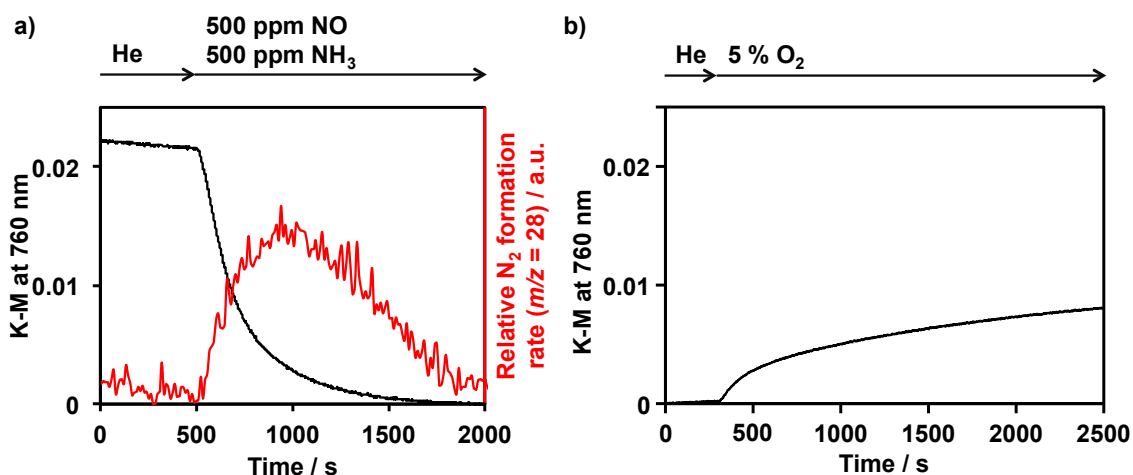 a)
He
500 ppm NO
500 ppm NH3
K-M at 760 nm
0.02
0.01
0
0
500
1000
1500
2000
Time / s
Relative N2 formation
rate (m/z = 28) / a.u.
b)
He
5 % O2
K-M at 760 nm
0.02
0.01
0
0
500
1000
1500
2000
2500
Time / s